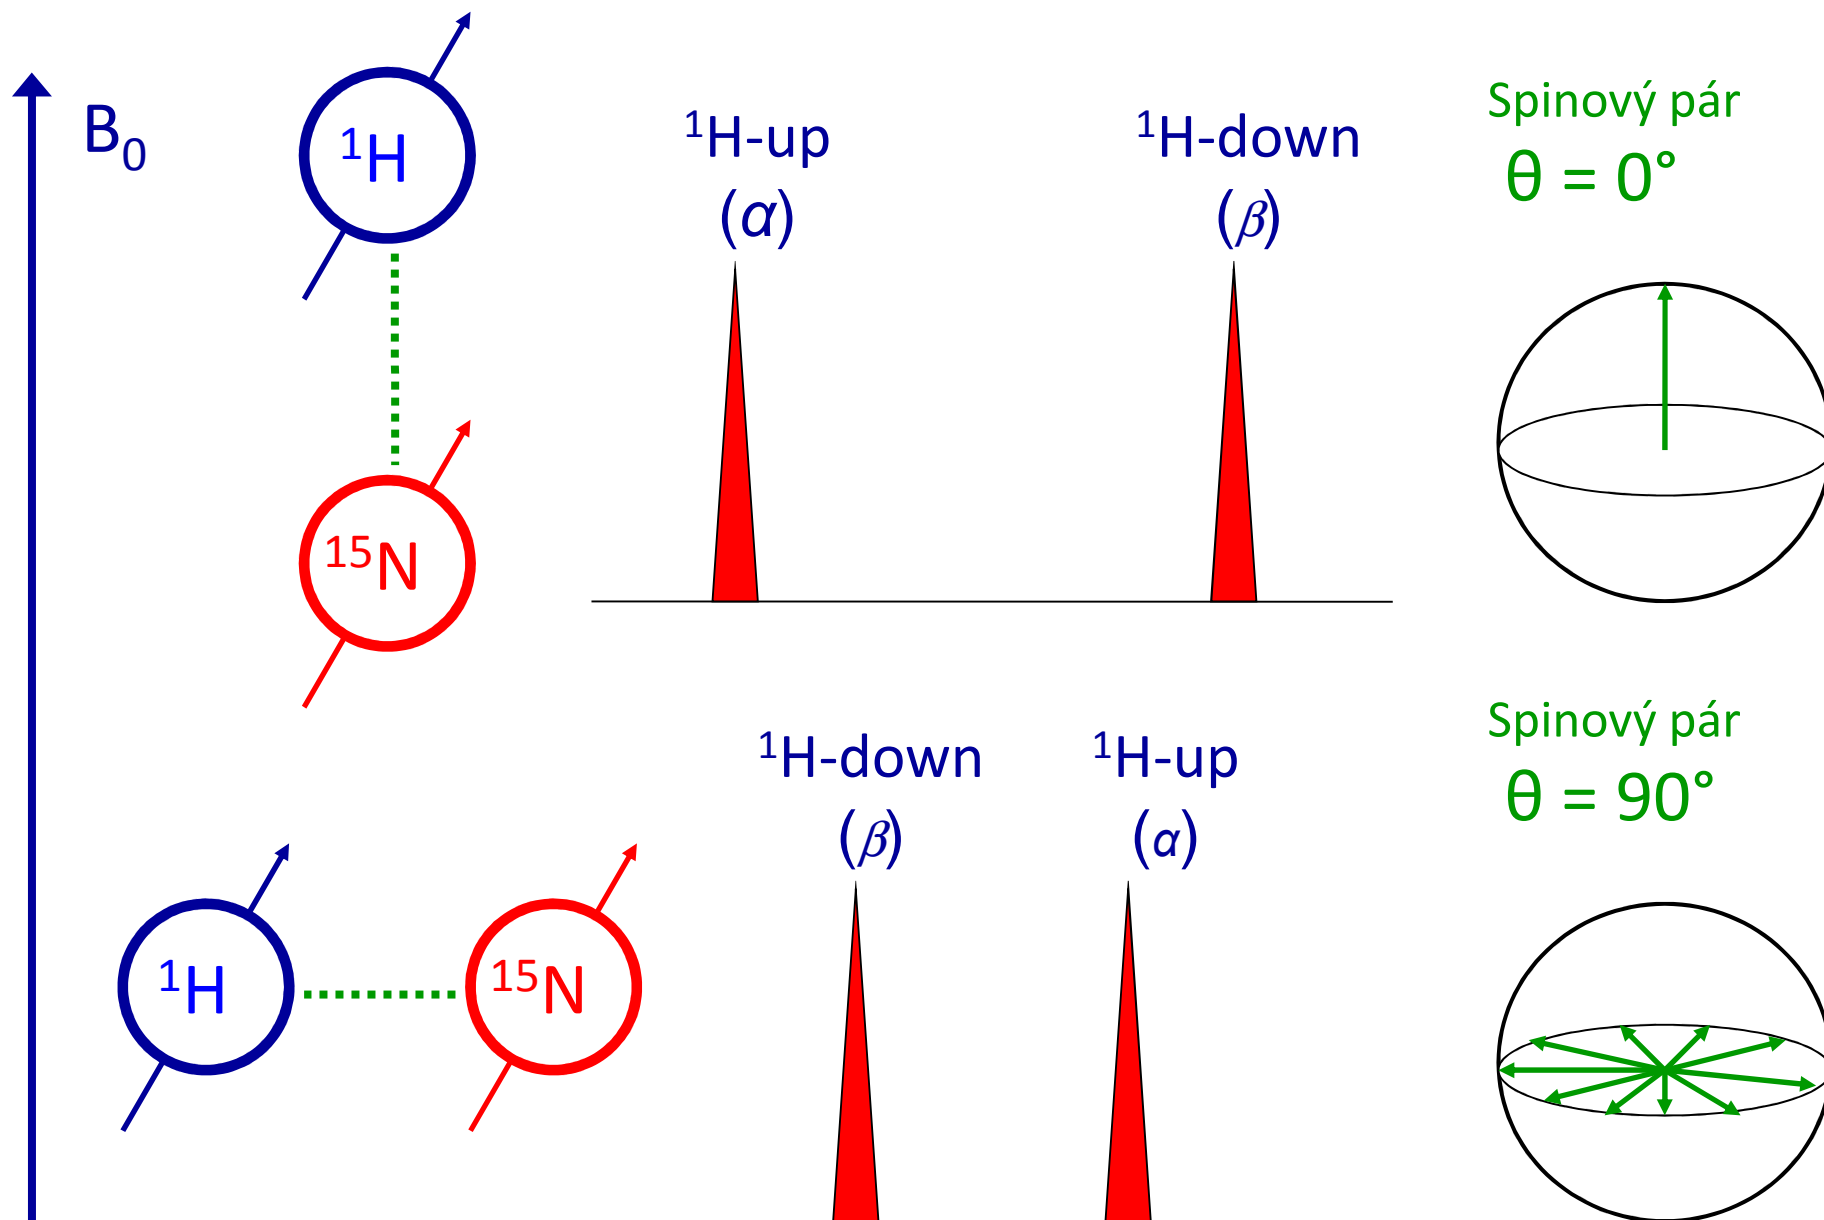 B₀
¹H
¹H-up
(α)
¹H-down
(β)
Spinový pár
θ = 0°
¹⁵N
¹H-down
(β)
¹H-up
(α)
Spinový pár
θ = 90°
¹H
¹⁵N